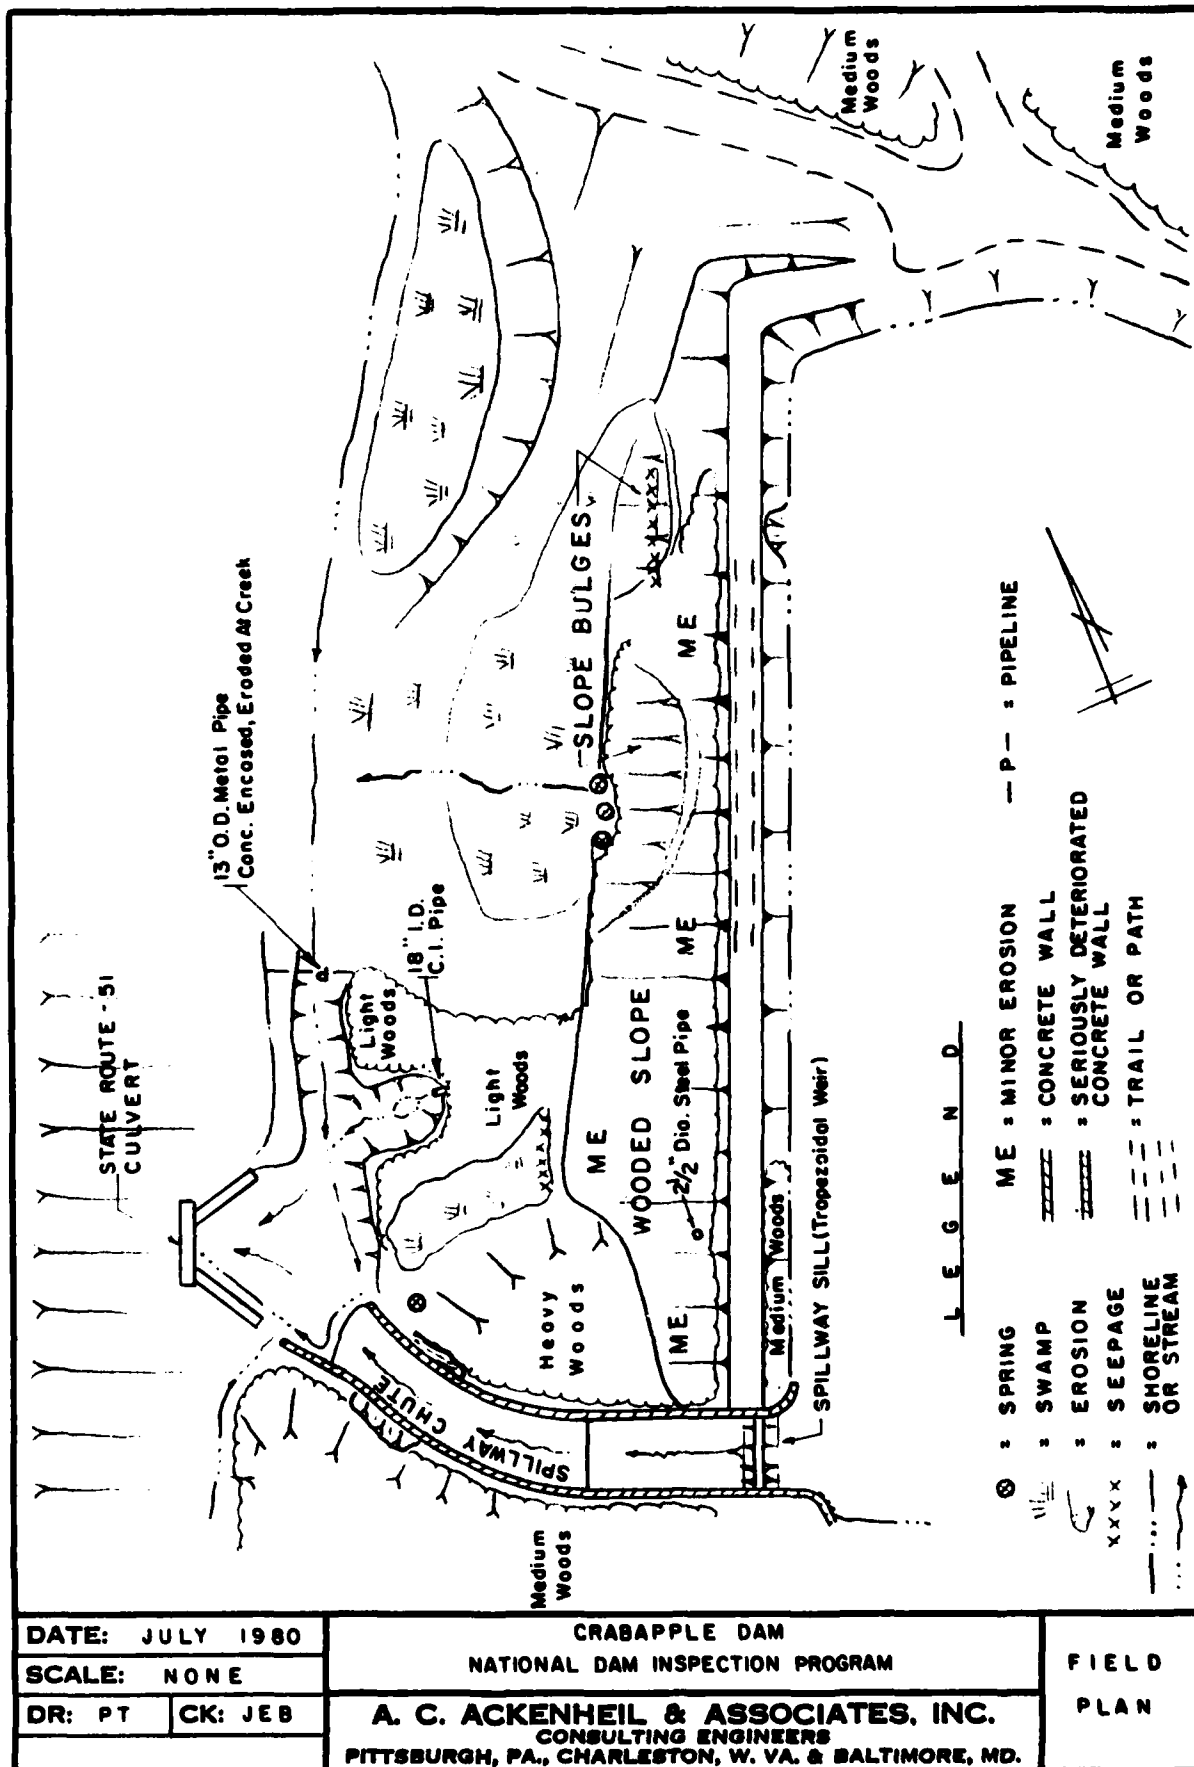 Medium
Woods
Medium
Woods
13" O.D. Metal Pipe
Conc. Encased, Eroded At Creek
STATE ROUTE - 51
CULVERT
18" I.D.
C.I. Pipe
Light
Woods
Light
Woods
SLOPE BULGES
ME
ME
ME
ME
WOODED SLOPE
2½" Dia. Steel Pipe
Heavy
Woods
Medium Woods
SPILLWAY SILL (Trapezoidal Weir)
SPILLWAY CHUTE
Medium
Woods
LEGEND
= SPRING
= SWAMP
= EROSION
xxxx = SEEPAGE
= SHORELINE
OR STREAM
ME = MINOR EROSION
= CONCRETE WALL
= SERIOUSLY DETERIORATED
CONCRETE WALL
= TRAIL OR PATH
— P — = PIPELINE
DATE: JULY 1980
SCALE: NONE
DR: PT CK: JEB
CRABAPPLE DAM
NATIONAL DAM INSPECTION PROGRAM
A. C. ACKENHEIL & ASSOCIATES, INC.
CONSULTING ENGINEERS
PITTSBURGH, PA., CHARLESTON, W. VA. & BALTIMORE, MD.
FIELD
PLAN